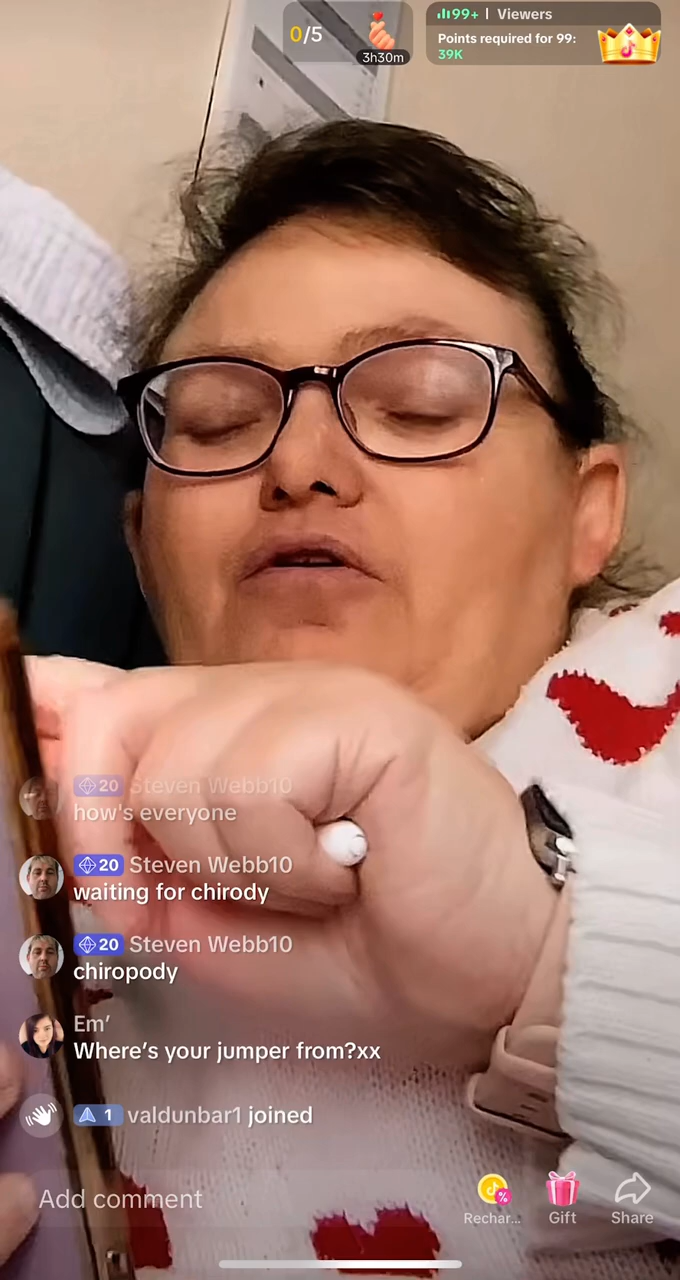 0/5
3h30m
99+ | Viewers
Points required for 99:
39K
20 Steven Webb10
how's everyone
20 Steven Webb10
waiting for chirody
20 Steven Webb10
chiropody
Em’
Where’s your jumper from?xx
1 valdunbar1 joined
Add comment
Rechar...
Gift
Share